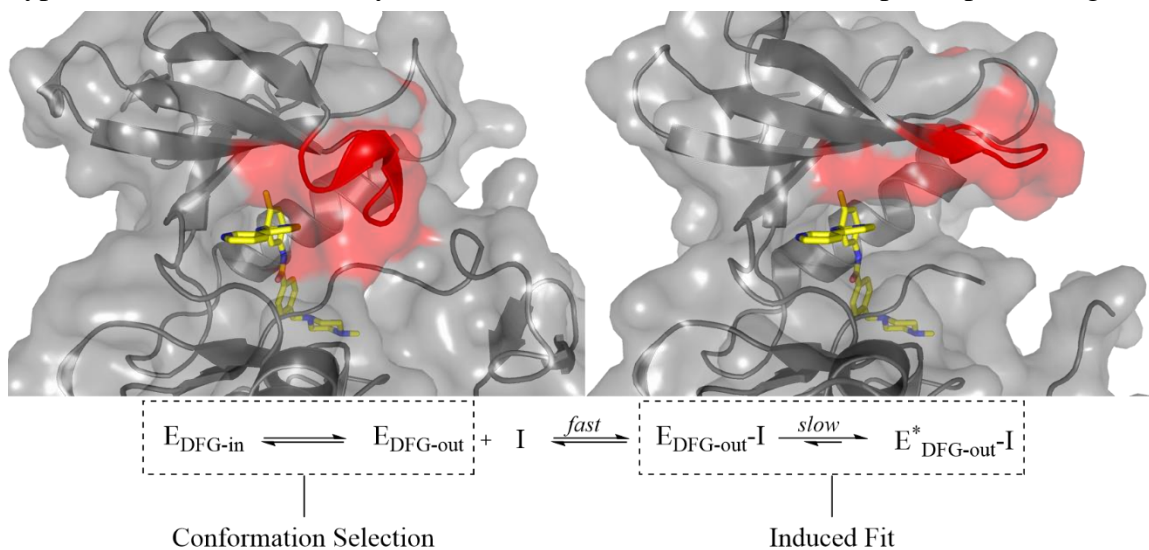 E_DFG-in ⇌ E_DFG-out + I fast ⇌ E_DFG-out-I slow ⇌ E*_DFG-out-I
Conformation Selection Induced Fit